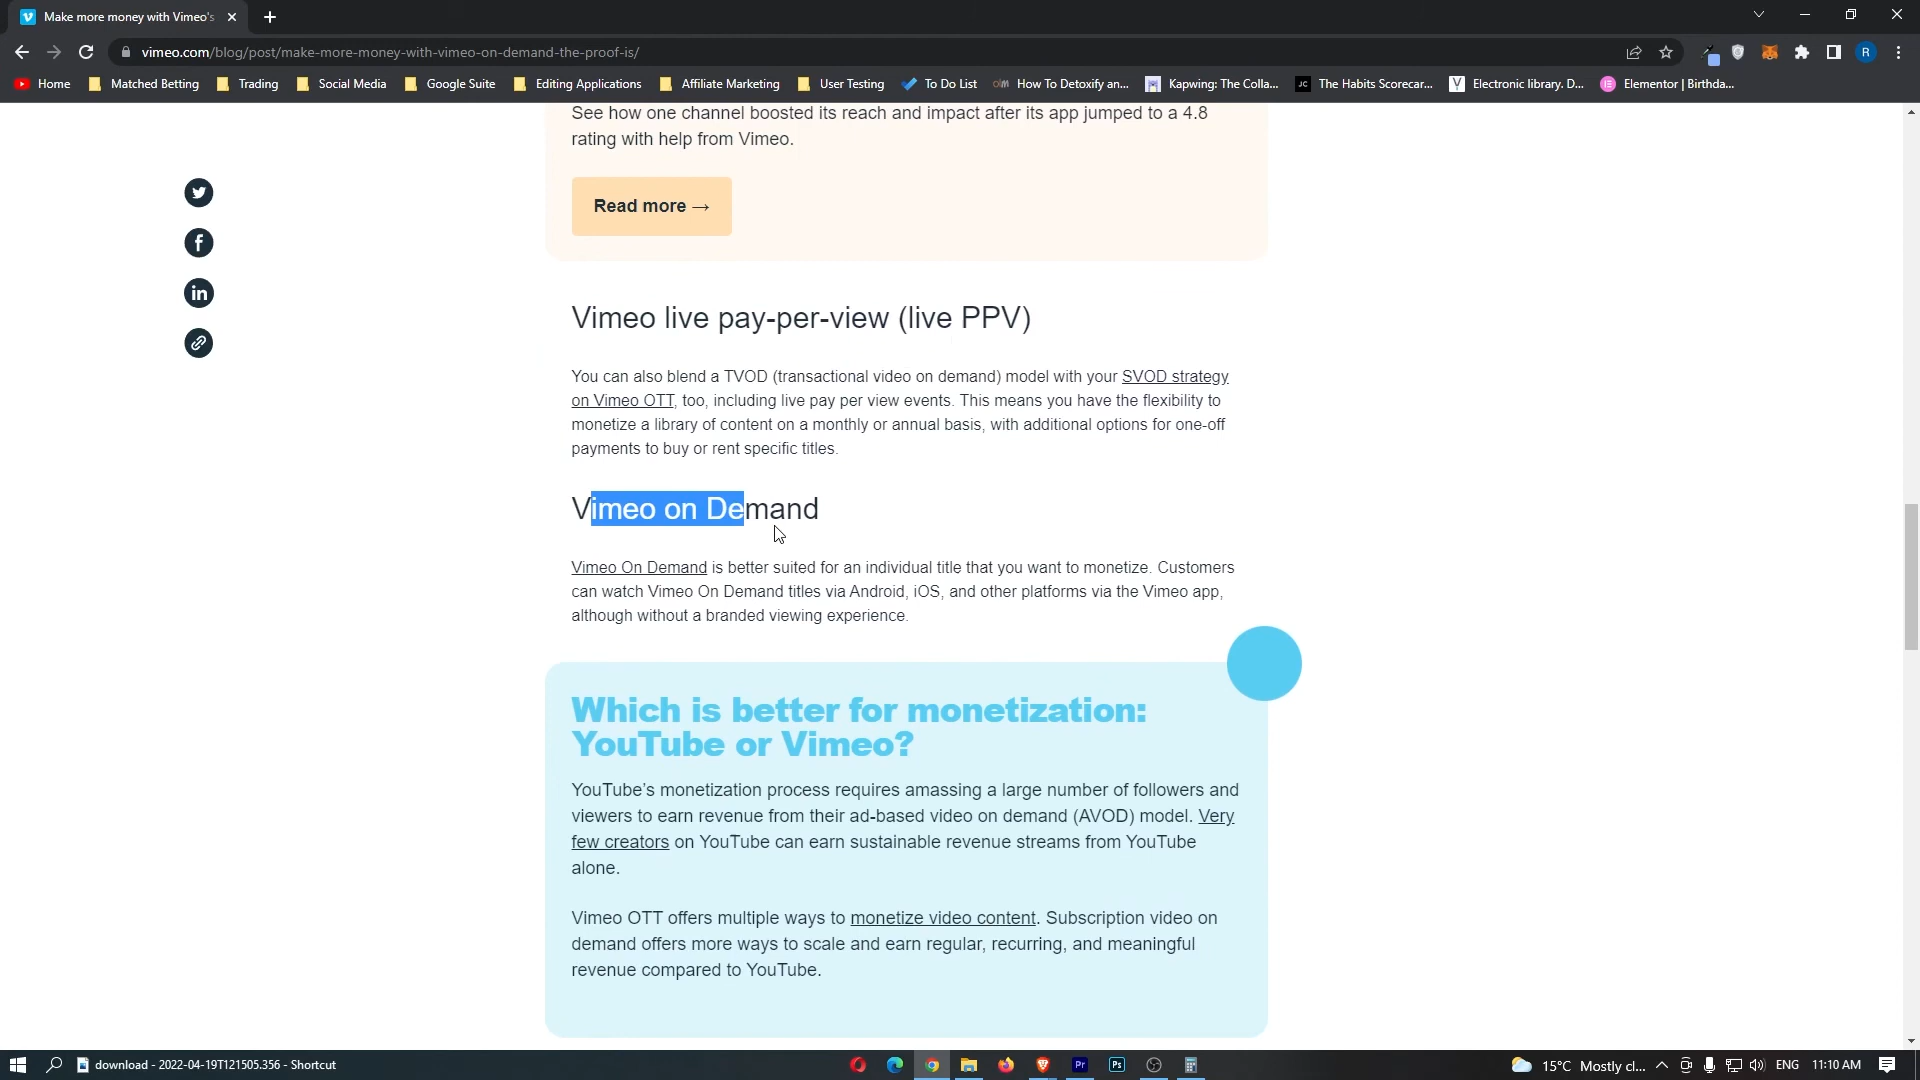 Make more money with Vimeo's
vimeo.com/blog/post/make-more-money-with-vimeo-on-demand-the-proof-is/
R
Home
Matched Betting
Trading
Social Media
Google Suite
Editing Applications
Affiliate Marketing
User Testing
To Do List
How To Detoxify an...
Kapwing: The Colla...
The Habits Scorecar...
Electronic library. D...
Elementor | Birthda...
See how one channel boosted its reach and impact after its app jumped to a 4.8
rating with help from Vimeo.
Read more →
Vimeo live pay-per-view (live PPV)
You can also blend a TVOD (transactional video on demand) model with your SVOD strategy
on Vimeo OTT, too, including live pay per view events. This means you have the flexibility to
monetize a library of content on a monthly or annual basis, with additional options for one-off
payments to buy or rent specific titles.
Vimeo on Demand
Vimeo On Demand is better suited for an individual title that you want to monetize. Customers
can watch Vimeo On Demand titles via Android, iOS, and other platforms via the Vimeo app,
although without a branded viewing experience.
Which is better for monetization:
YouTube or Vimeo?
YouTube's monetization process requires amassing a large number of followers and
viewers to earn revenue from their ad-based video on demand (AVOD) model. Very
few creators on YouTube can earn sustainable revenue streams from YouTube
alone.
Vimeo OTT offers multiple ways to monetize video content. Subscription video on
demand offers more ways to scale and earn regular, recurring, and meaningful
revenue compared to YouTube.
download - 2022-04-19T121505.356 - Shortcut
Pr
Ps
15°C Mostly cl...
ENG
11:10 AM